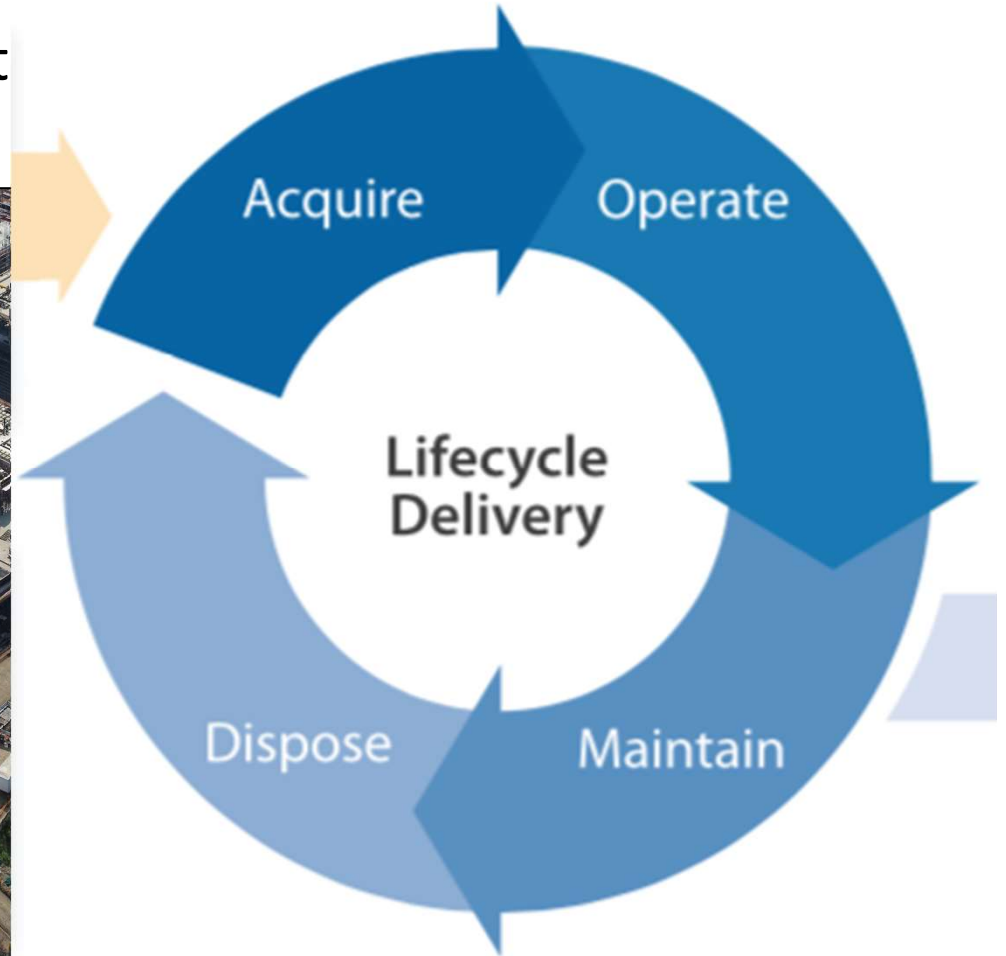 t
Acquire
Operate
Lifecycle
Delivery
Dispose
Maintain